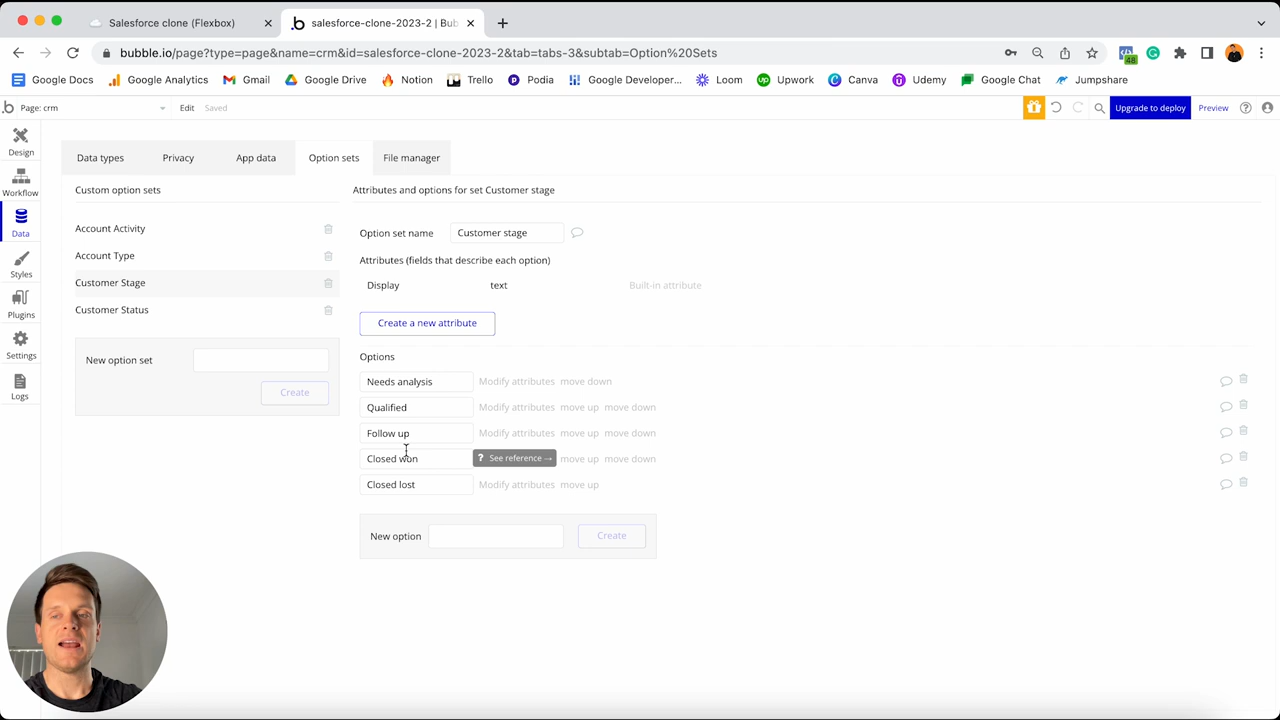 Salesforce clone (Flexbox)
salesforce-clone-2023-2 | Bub
bubble.io/page?type=page&name=crm&id=salesforce-clone-2023-2&tab=tabs-3&subtab=Option%20Sets
48
Google Docs Google Analytics Gmail Google Drive Notion Trello Podia Google Developer... Loom Upwork Canva Udemy Google Chat Jumpshare
Page: crm Edit Saved Upgrade to deploy Preview
Design
Workflow
Data
Styles
Plugins
Settings
Logs
Data types Privacy App data Option sets File manager
Custom option sets
Account Activity
Account Type
Customer Stage
Customer Status
New option set
Create
Attributes and options for set Customer stage
Option set name Customer stage
Attributes (fields that describe each option)
Display text Built-in attribute
Create a new attribute
Options
Needs analysis Modify attributes move down
Qualified Modify attributes move up move down
Follow up Modify attributes move up move down
Closed won ? See reference → move up move down
Closed lost Modify attributes move up
New option Create